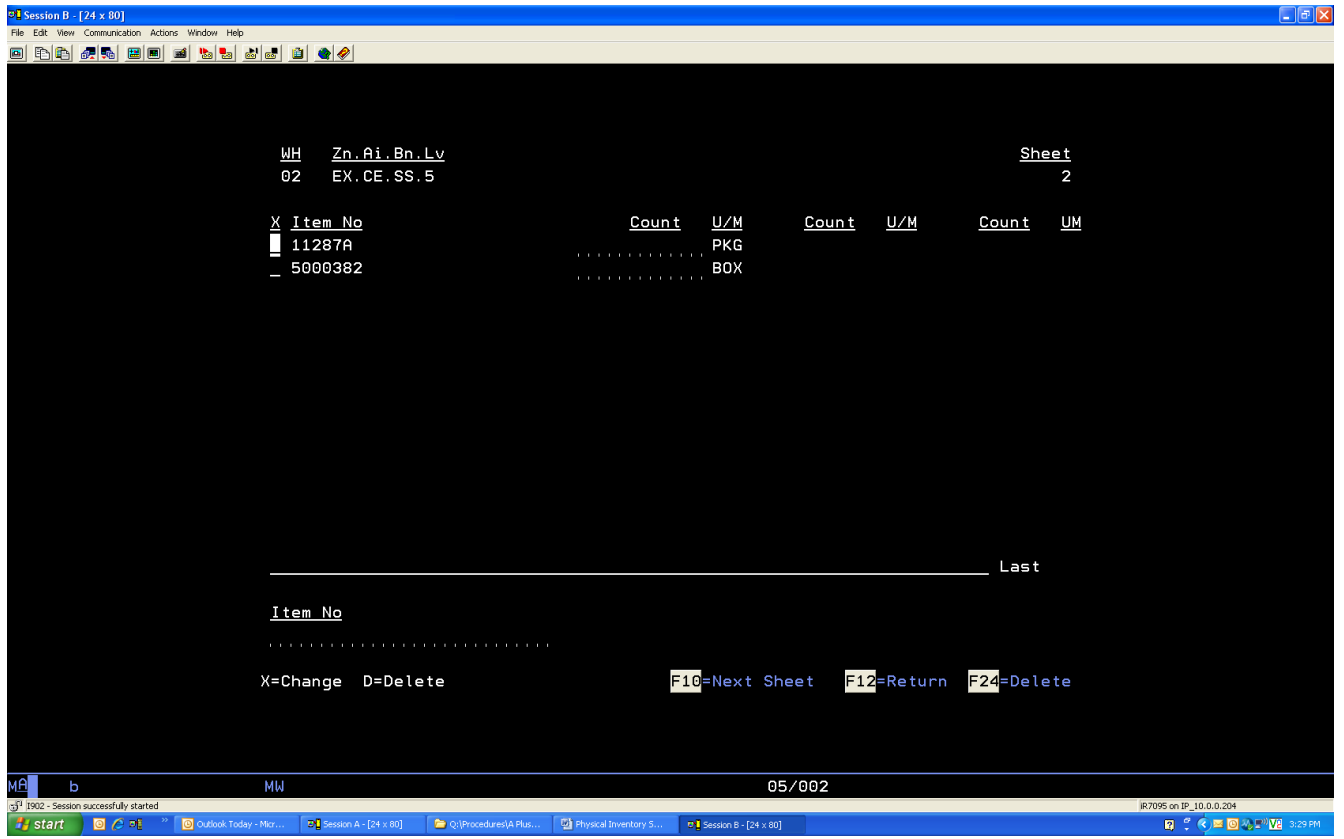 Session B - [24 x 80]
File Edit View Communication Actions Window Help
WH Zn.Ai.Bn.Lv Sheet
02 EX.CE.SS.5 2
X Item No Count U/M Count U/M Count UM
11287A PKG
_ 5000382 BOX
Last
Item No
X=Change D=Delete F10=Next Sheet F12=Return F24=Delete
MA b MW 05/002
I902 - Session successfully started iR7095 on IP_10.0.0.204
start Outlook Today - Micr... Session A - [24 x 80] Q:\Procedures\A Plus... Physical Inventory S... Session B - [24 x 80] 3:29 PM